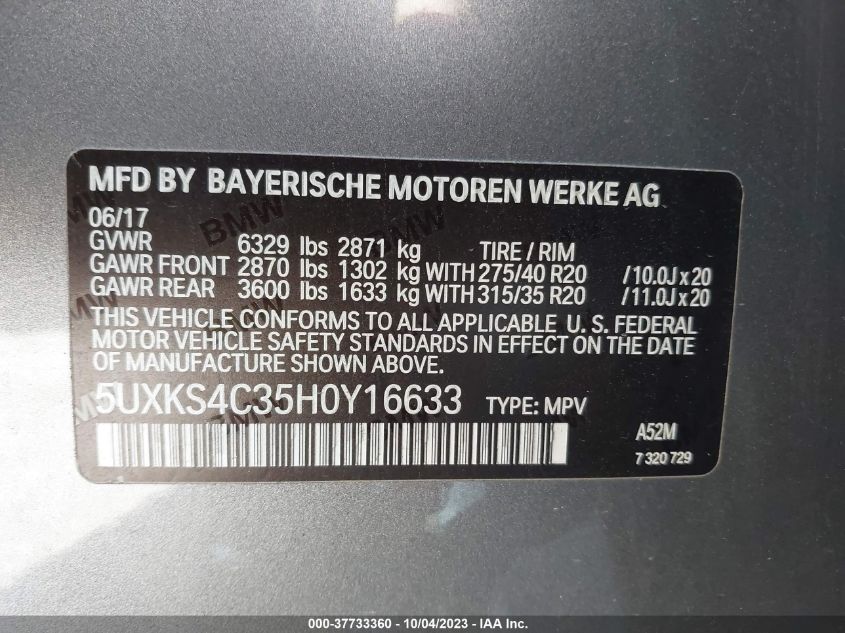 MFD BY BAYERISCHE MOTOREN WERKE AG
06/17
GVWR 6329 lbs 2871 kg TIRE / RIM
GAWR FRONT 2870 lbs 1302 kg WITH 275/40 R20 /10.0J x 20
GAWR REAR 3600 lbs 1633 kg WITH 315/35 R20 /11.0J x 20
THIS VEHICLE CONFORMS TO ALL APPLICABLE U. S. FEDERAL
MOTOR VEHICLE SAFETY STANDARDS IN EFFECT ON THE DATE
OF MANUFACTURE SHOWN ABOVE.
5UXKS4C35H0Y16633 TYPE: MPV
A52M
7 320 729
BMW
BMW
BMW
000-37733360 - 10/04/2023 - IAA Inc.